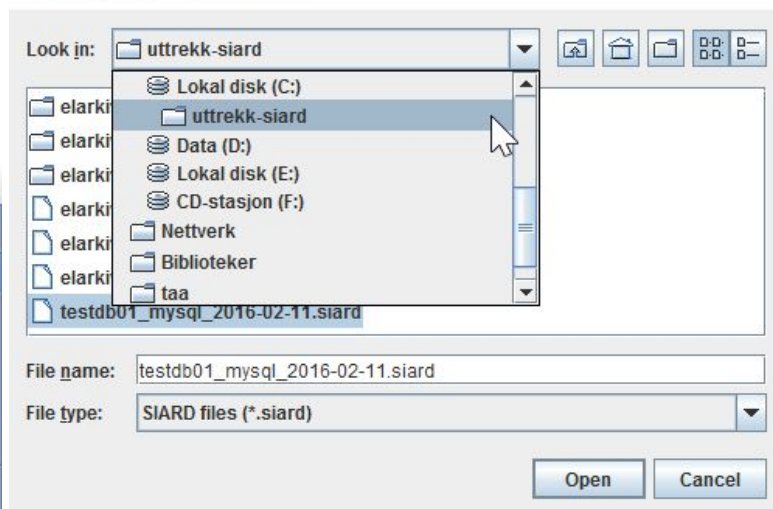 Look in: uttrekk-siard
Lokal disk (C:)
uttrekk-siard
Data (D:)
Lokal disk (E:)
CD-stasjon (F:)
Nettverk
Biblioteker
taa
testdb01_mysql_2016-02-11.siard
File name: testdb01_mysql_2016-02-11.siard
File type: SIARD files (*.siard)
Open Cancel